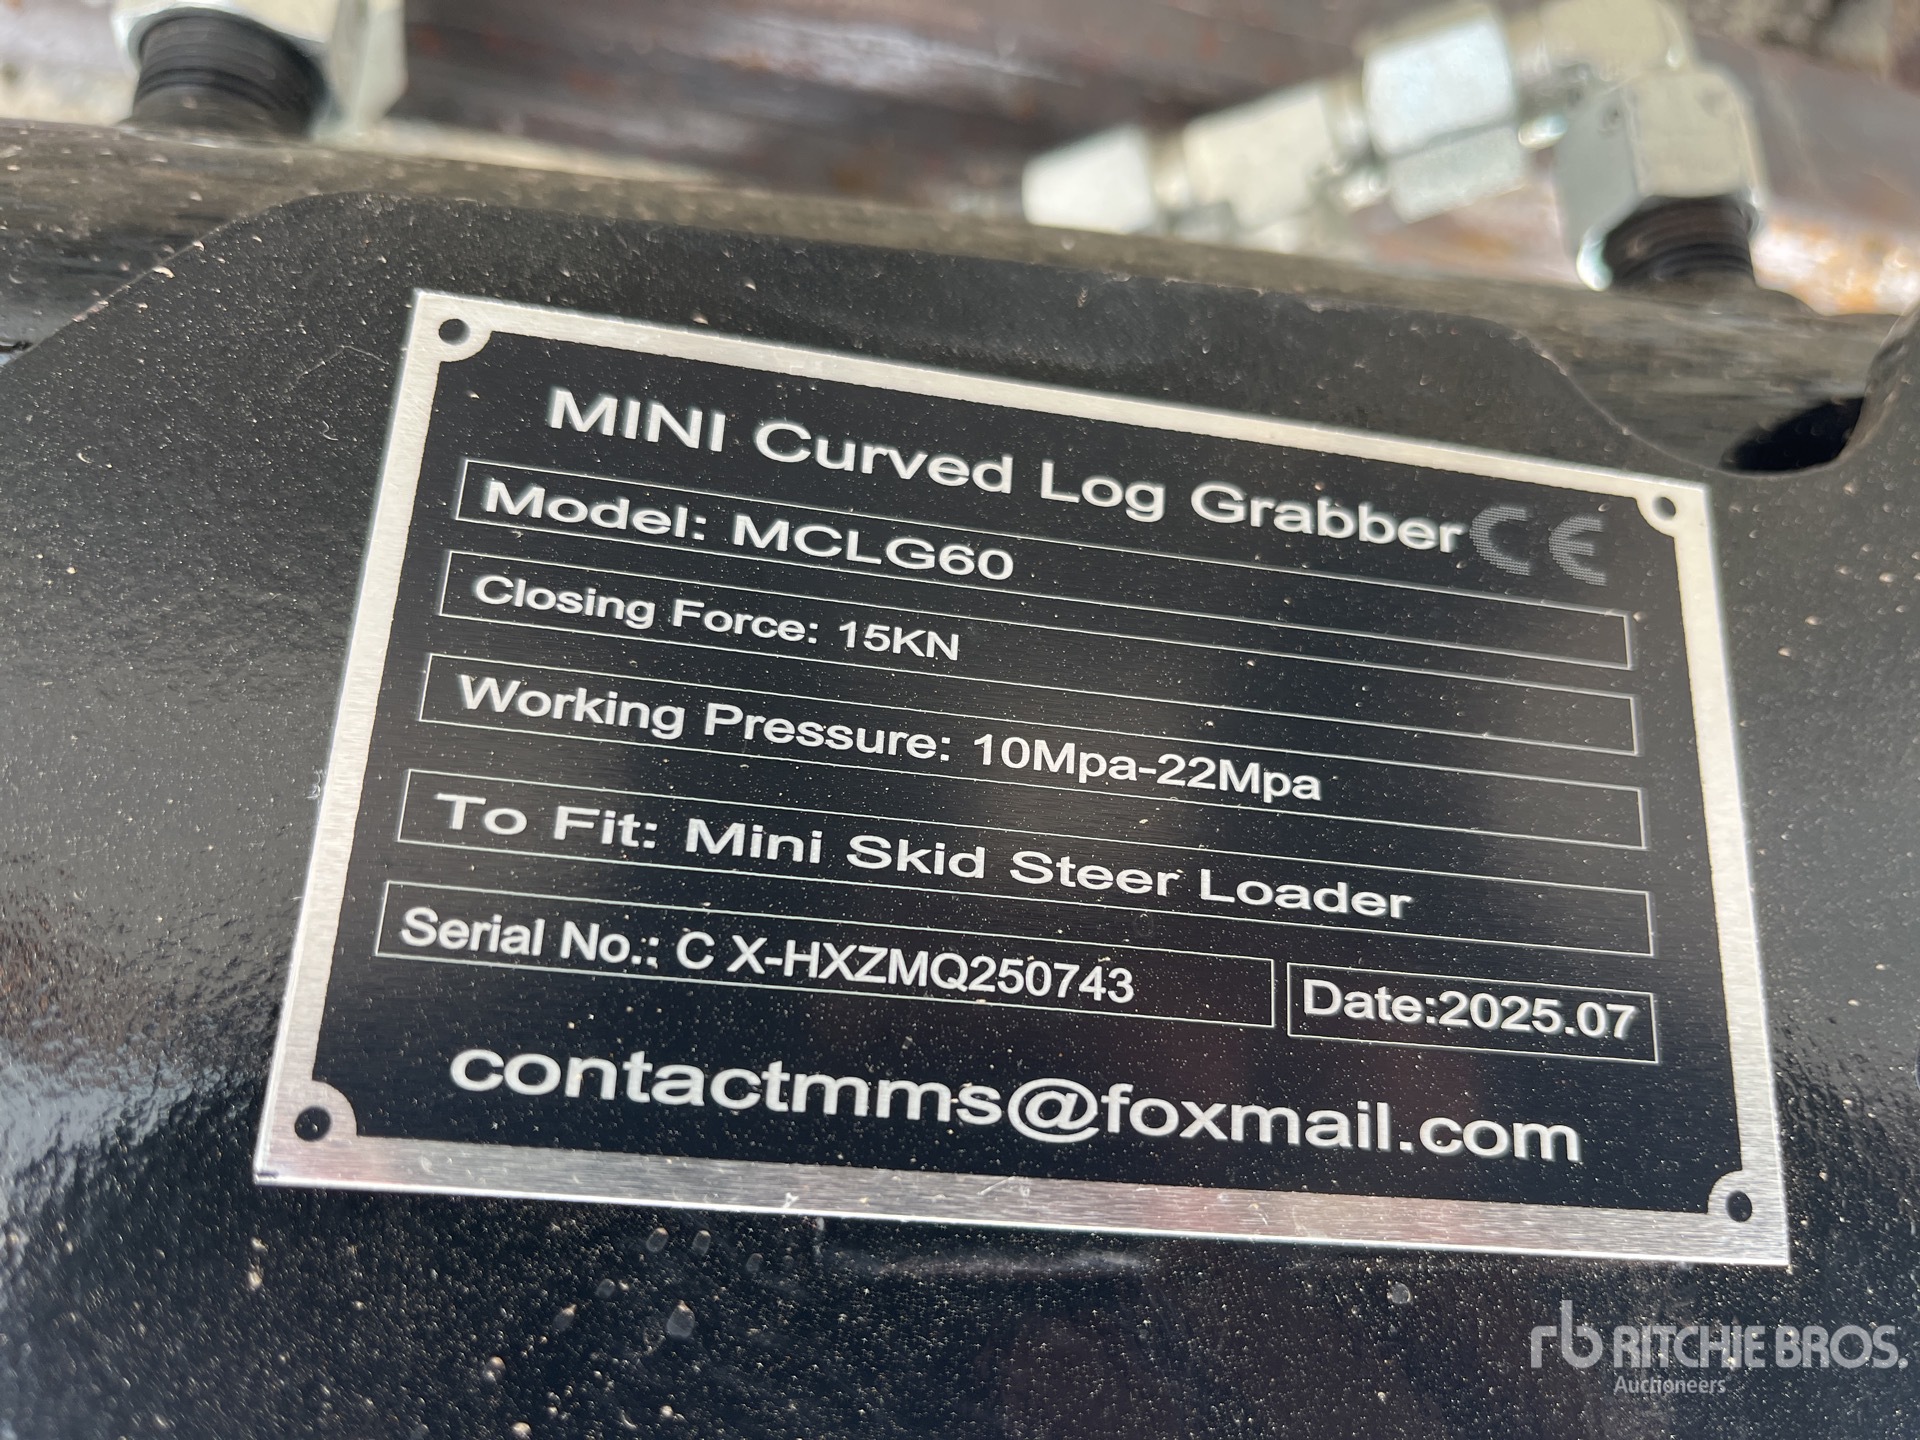 MINI Curved Log Grabber CE
Model: MCLG60
Closing Force: 15KN
Working Pressure: 10Mpa-22Mpa
To Fit: Mini Skid Steer Loader
Serial No.: C X-HXZMQ250743 Date:2025.07
contactmms@foxmail.com
rb RITCHIE BROS.
Auctioneers